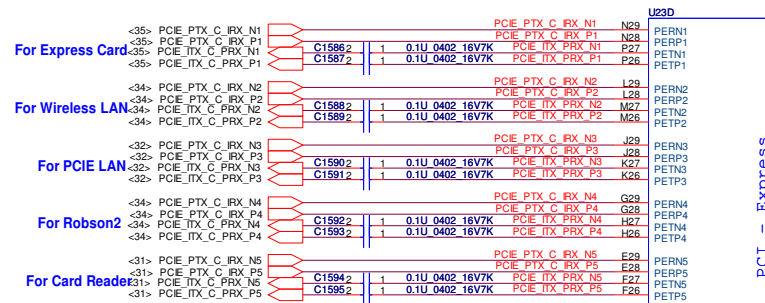 U23D
<35> PCIE_PTX_C_IRX_N1 PCIE_PTX_C_IRX_N1 N29 PERN1
<35> PCIE_PTX_C_IRX_P1 PCIE_PTX_C_IRX_P1 N28 PERP1
For Express Card
<35> PCIE_ITX_C_PRX_N1 C1586 2 1 0.1U_0402_16V7K PCIE_ITX_PRX_N1 P27 PETN1
<35> PCIE_ITX_C_PRX_P1 C1587 2 1 0.1U_0402_16V7K PCIE_ITX_PRX_P1 P26 PETP1
<34> PCIE_PTX_C_IRX_N2 PCIE_PTX_C_IRX_N2 L29 PERN2
<34> PCIE_PTX_C_IRX_P2 PCIE_PTX_C_IRX_P2 L28 PERP2
For Wireless LAN
<34> PCIE_ITX_C_PRX_N2 C1588 2 1 0.1U_0402_16V7K PCIE_ITX_PRX_N2 M27 PETN2
<34> PCIE_ITX_C_PRX_P2 C1589 2 1 0.1U_0402_16V7K PCIE_ITX_PRX_P2 M26 PETP2
<32> PCIE_PTX_C_IRX_N3 PCIE_PTX_C_IRX_N3 J29 PERN3
<32> PCIE_PTX_C_IRX_P3 PCIE_PTX_C_IRX_P3 J28 PERP3
For PCIE LAN
<32> PCIE_ITX_C_PRX_N3 C1590 2 1 0.1U_0402_16V7K PCIE_ITX_PRX_N3 K27 PETN3
<32> PCIE_ITX_C_PRX_P3 C1591 2 1 0.1U_0402_16V7K PCIE_ITX_PRX_P3 K26 PETP3
<34> PCIE_PTX_C_IRX_N4 PCIE_PTX_C_IRX_N4 G29 PERN4
<34> PCIE_PTX_C_IRX_P4 PCIE_PTX_C_IRX_P4 G28 PERP4
For Robson2
<34> PCIE_ITX_C_PRX_N4 C1592 2 1 0.1U_0402_16V7K PCIE_ITX_PRX_N4 H27 PETN4
<34> PCIE_ITX_C_PRX_P4 C1593 2 1 0.1U_0402_16V7K PCIE_ITX_PRX_P4 H26 PETP4
<31> PCIE_PTX_C_IRX_N5 PCIE_PTX_C_IRX_N5 E29 PERN5
<31> PCIE_PTX_C_IRX_P5 PCIE_PTX_C_IRX_P5 E28 PERP5
For Card Reader
<31> PCIE_ITX_C_PRX_N5 C1594 2 1 0.1U_0402_16V7K PCIE_ITX_PRX_N5 F27 PETN5
<31> PCIE_ITX_C_PRX_P5 C1595 2 1 0.1U_0402_16V7K PCIE_ITX_PRX_P5 F26 PETP5
PCI - Express